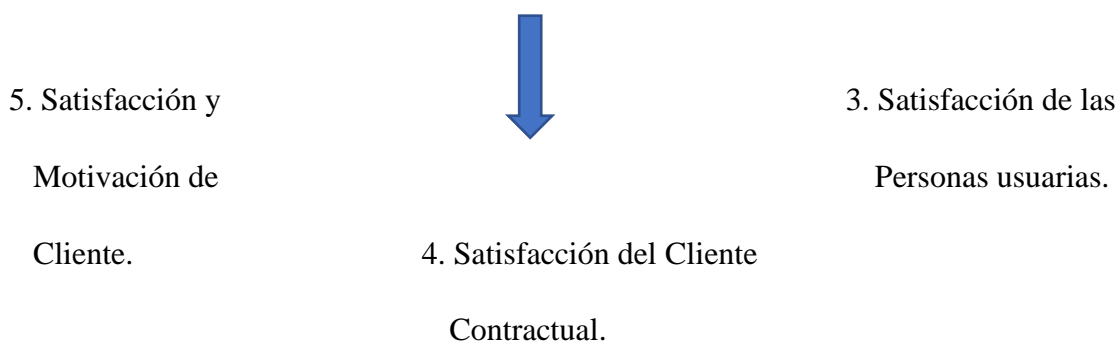 5. Satisfacción y
Motivación de
Cliente.
3. Satisfacción de las
Personas usuarias.
4. Satisfacción del Cliente
Contractual.